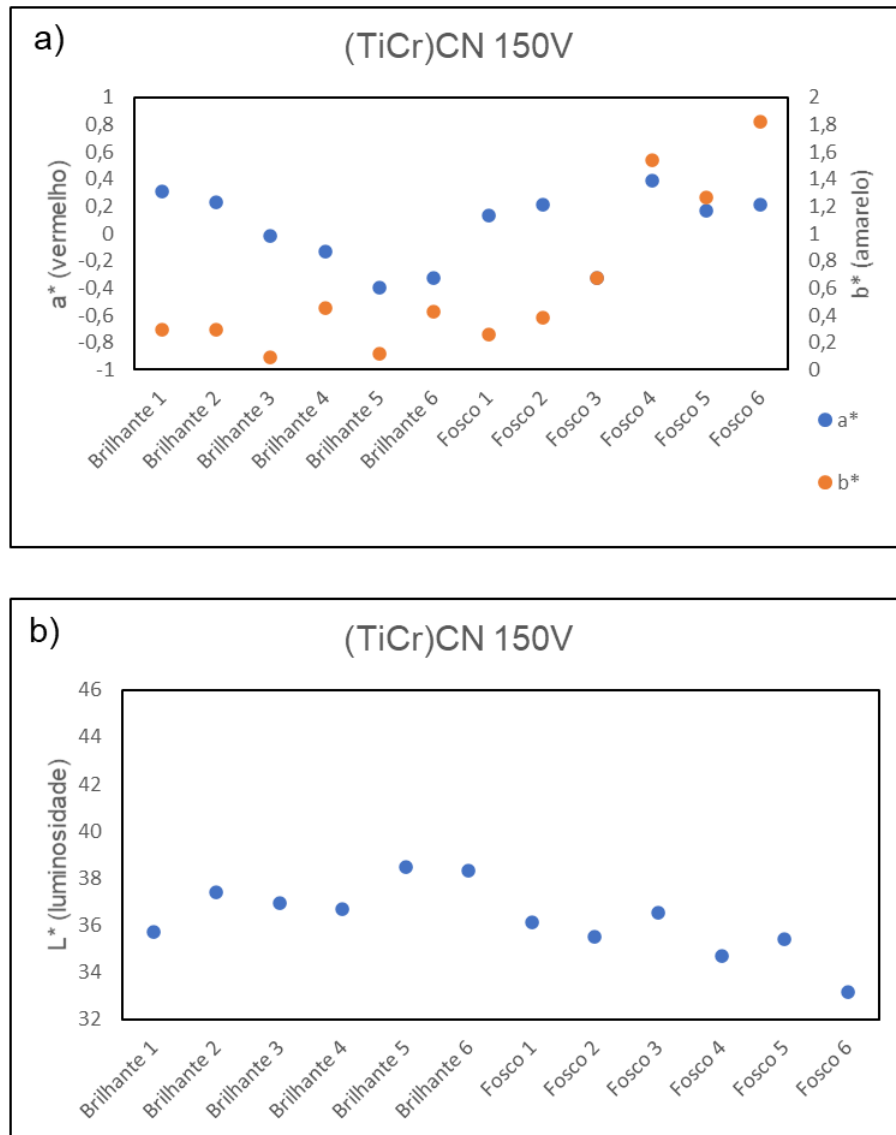 a)
(TiCr)CN 150V
a* (vermelho)
1
0,8
0,6
0,4
0,2
0
-0,2
-0,4
-0,6
-0,8
-1
2
1,8
1,6
1,4
1,2
1
0,8
0,6
0,4
0,2
0
b* (amarelo)
Brilhante 1
Brilhante 2
Brilhante 3
Brilhante 4
Brilhante 5
Brilhante 6
Fosco 1
Fosco 2
Fosco 3
Fosco 4
Fosco 5
Fosco 6
a*
b*
b)
(TiCr)CN 150V
L* (luminosidade)
46
44
42
40
38
36
34
32
Brilhante 1
Brilhante 2
Brilhante 3
Brilhante 4
Brilhante 5
Brilhante 6
Fosco 1
Fosco 2
Fosco 3
Fosco 4
Fosco 5
Fosco 6